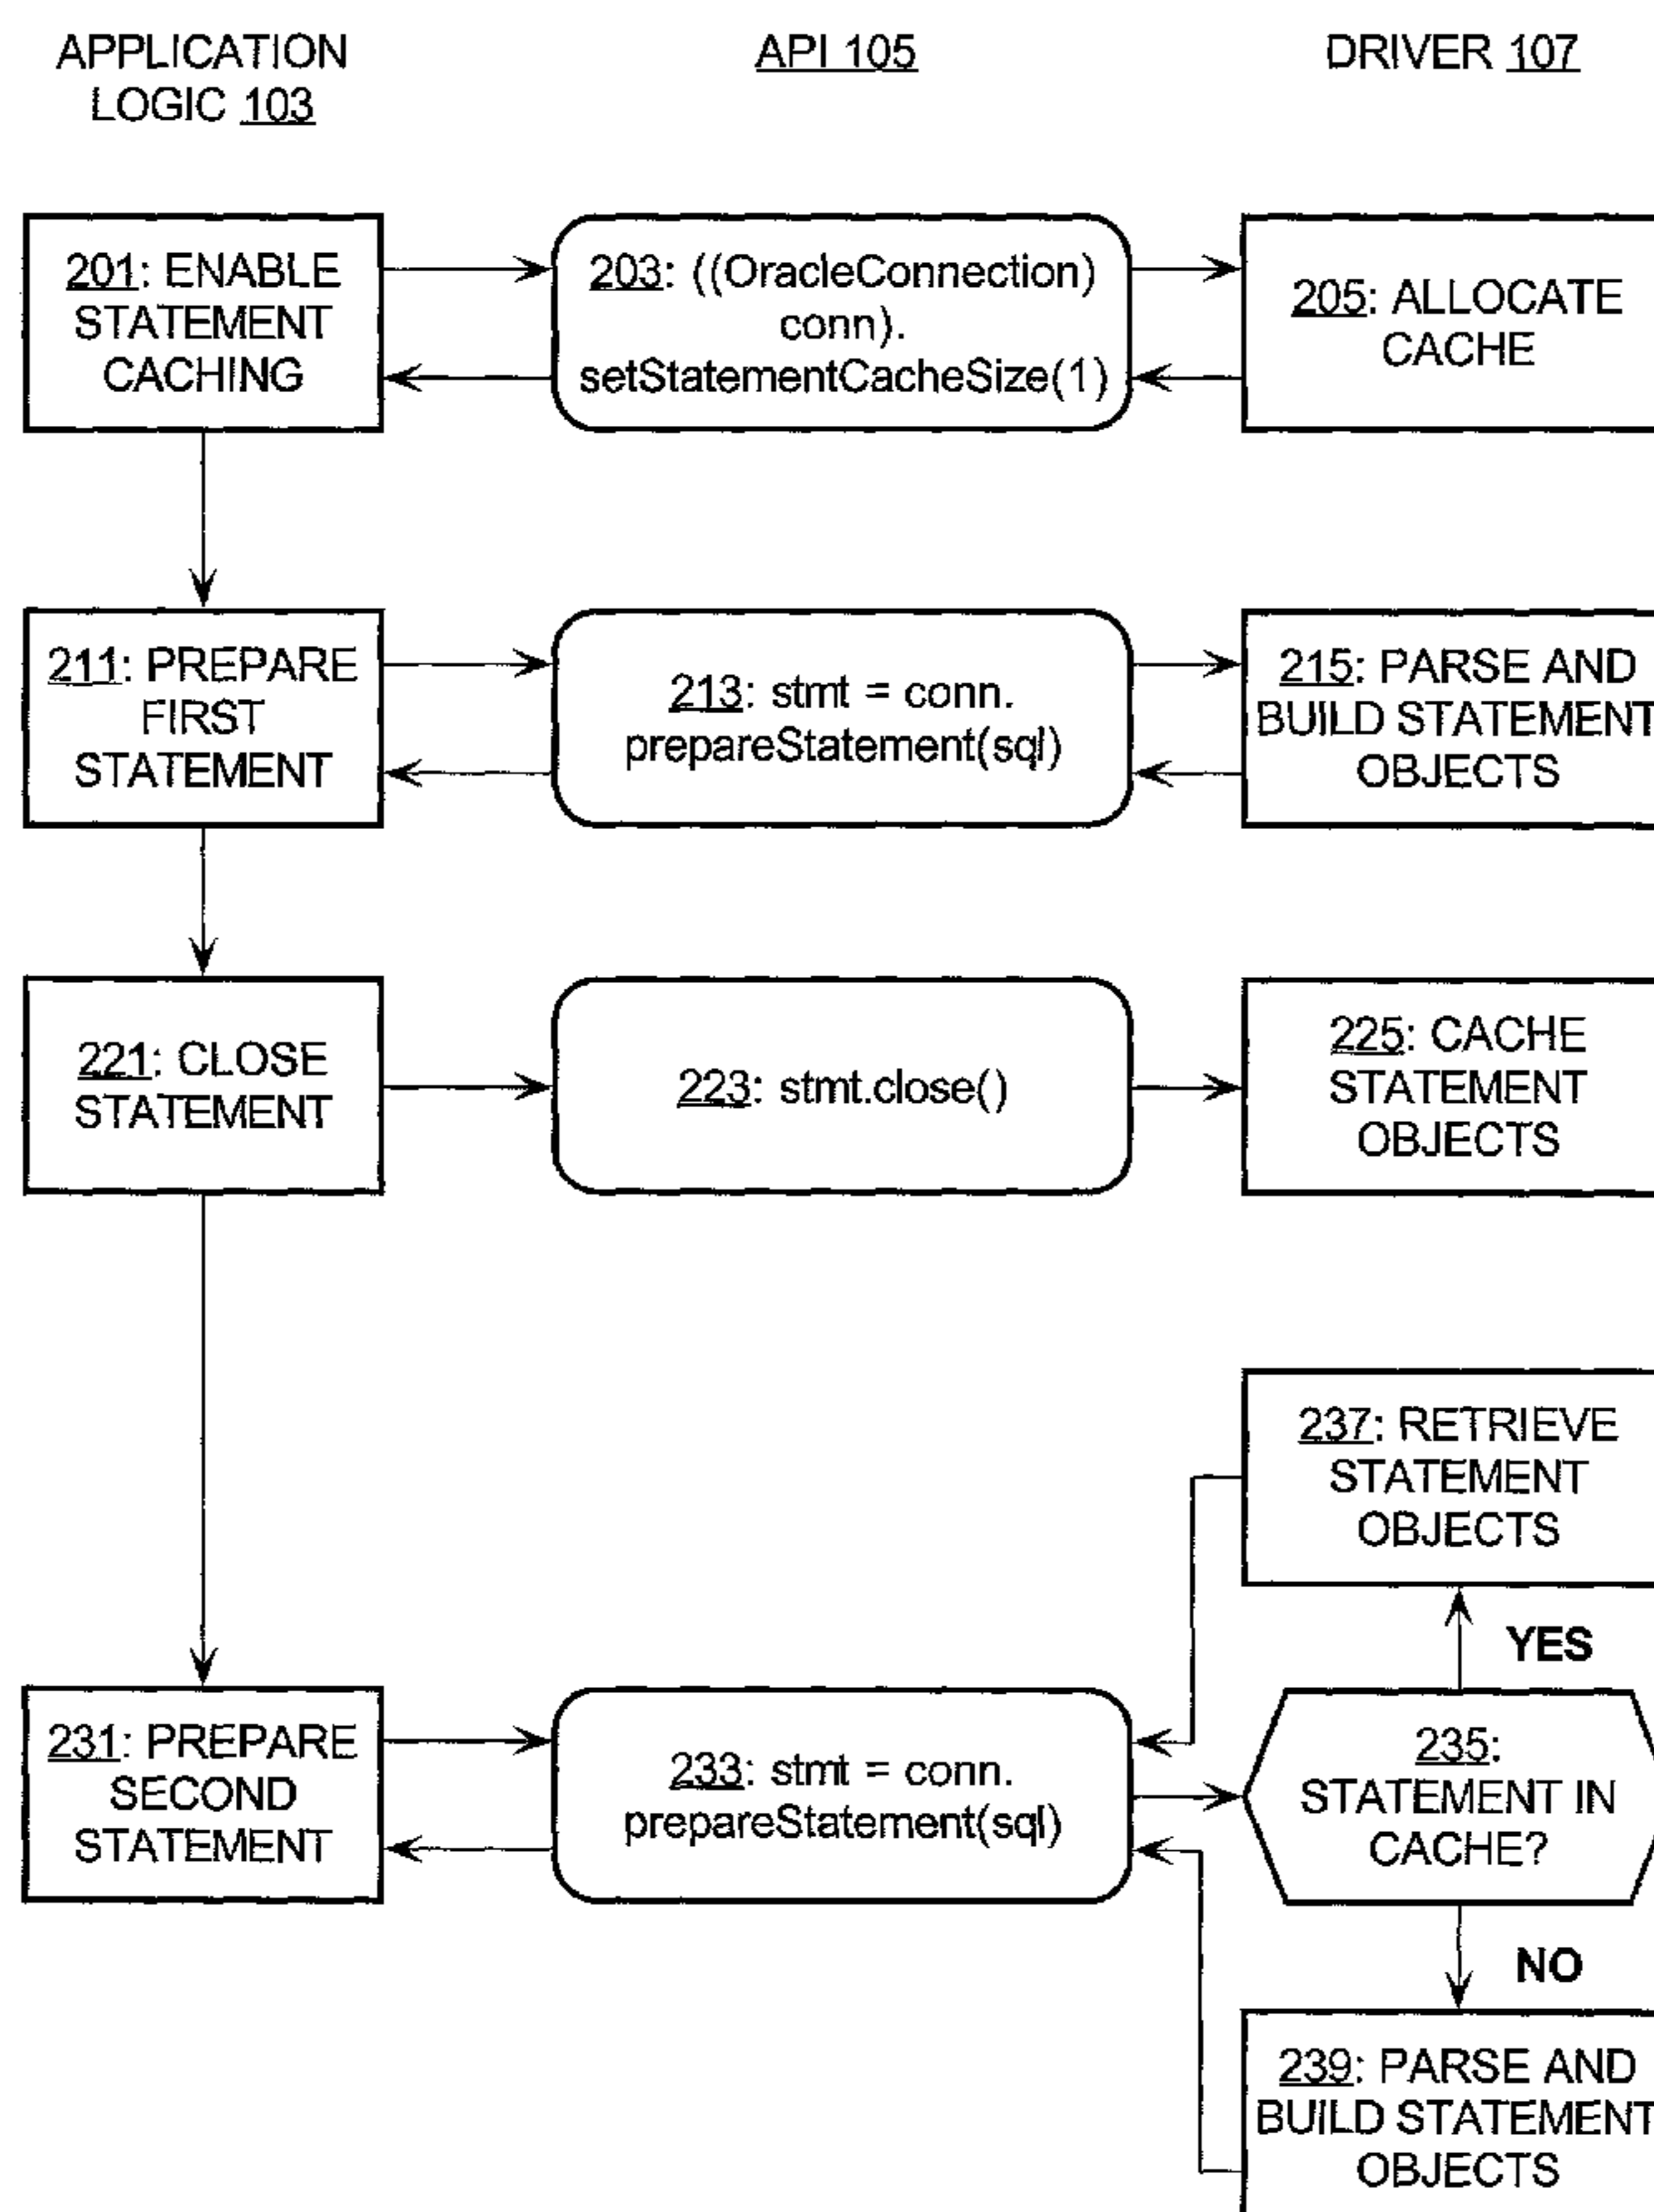 APPLICATION
LOGIC 103
API 105
DRIVER 107
201: ENABLE
STATEMENT
CACHING
203: ((OracleConnection)
conn).
setStatementCacheSize(1)
205: ALLOCATE
CACHE
211: PREPARE
FIRST
STATEMENT
213: stmt = conn.
prepareStatement(sql)
215: PARSE AND
BUILD STATEMENT
OBJECTS
221: CLOSE
STATEMENT
223: stmt.close()
225: CACHE
STATEMENT
OBJECTS
237: RETRIEVE
STATEMENT
OBJECTS
YES
231: PREPARE
SECOND
STATEMENT
233: stmt = conn.
prepareStatement(sql)
235:
STATEMENT IN
CACHE?
NO
239: PARSE AND
BUILD STATEMENT
OBJECTS